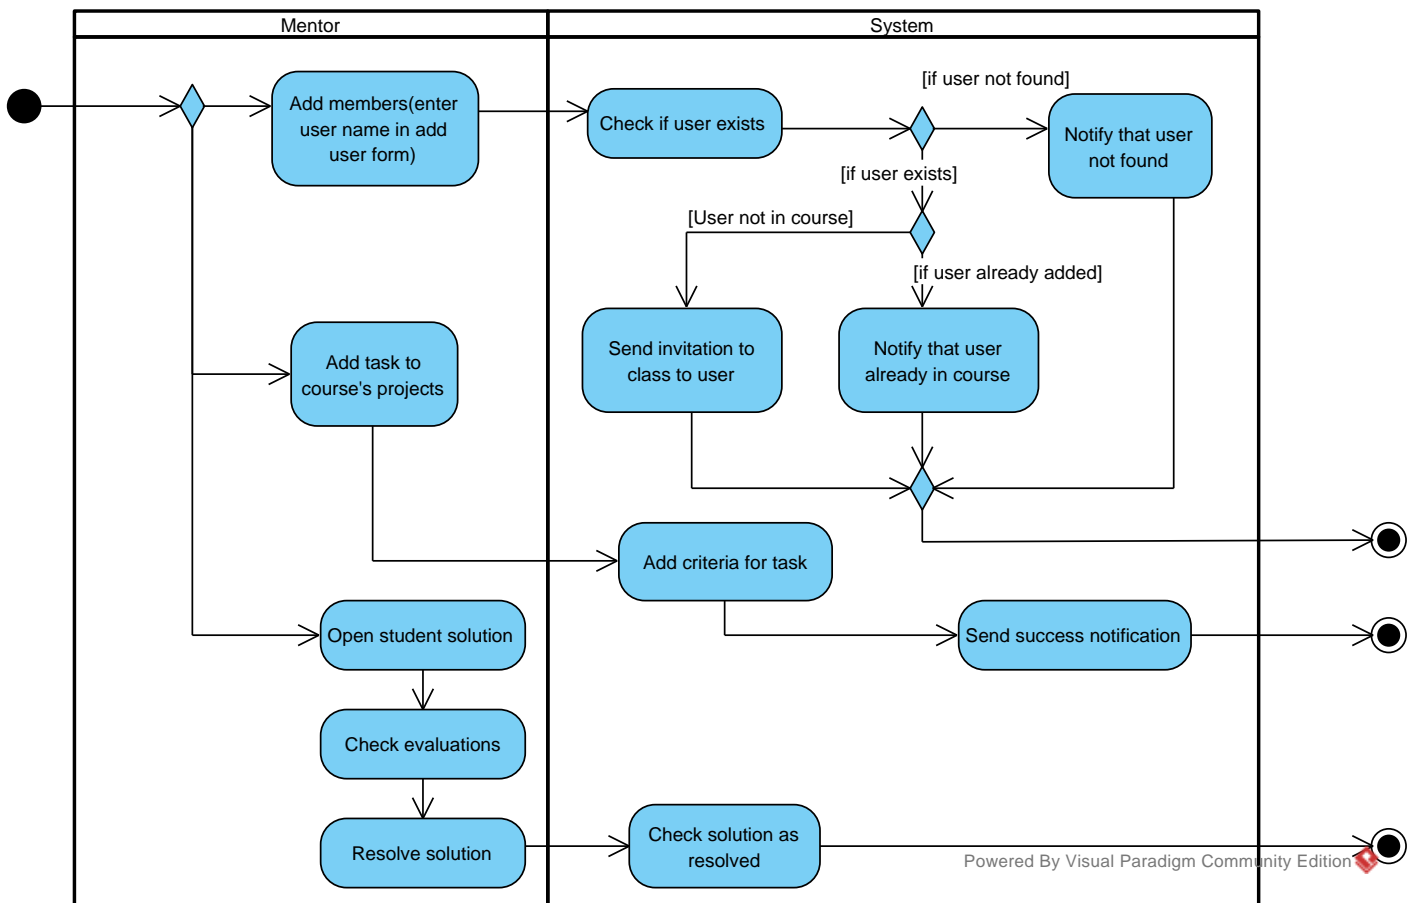 Mentor
System
Add members(enter
user name in add
user form)
Check if user exists
[if user not found]
Notify that user
not found
[if user exists]
[User not in course]
[if user already added]
Add task to
course's projects
Send invitation to
class to user
Notify that user
already in course
Add criteria for task
Open student solution
Send success notification
Check evaluations
Resolve solution
Check solution as
resolved
Powered By Visual Paradigm Community Edition